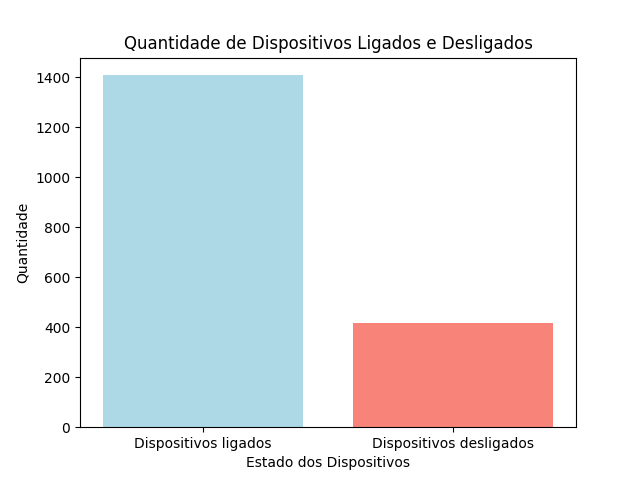 Quantidade de Dispositivos Ligados e Desligados
1400
1200
1000
800
600
400
200
0
Quantidade
Dispositivos ligados
Dispositivos desligados
Estado dos Dispositivos